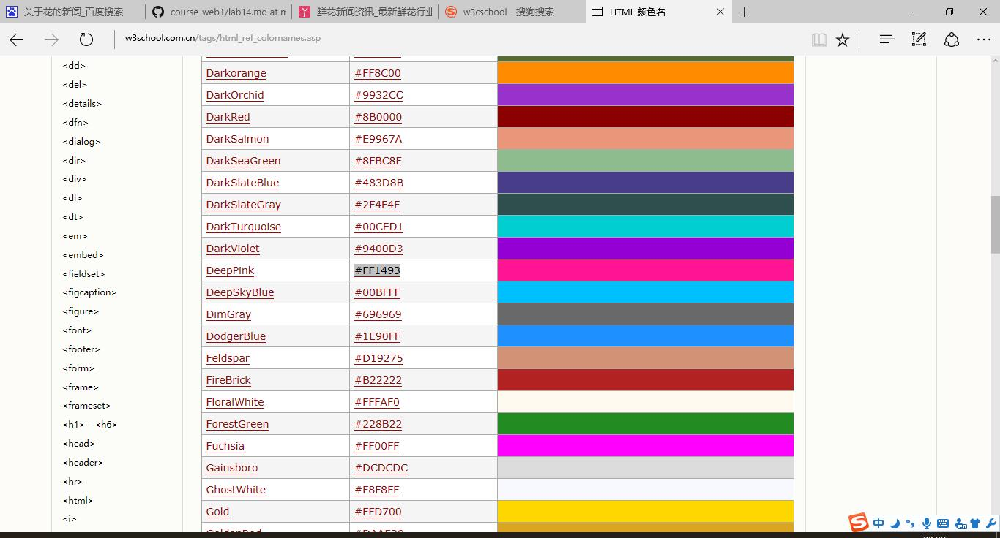 关于花的新闻_百度搜索
course-web1/lab14.md at m
鲜花新闻资讯_最新鲜花行业
w3cschool - 搜狗搜索
HTML 颜色名
w3school.com.cn/tags/html_ref_colornames.asp
<dd>
<del>
<details>
<dfn>
<dialog>
<dir>
<div>
<dl>
<dt>
<em>
<embed>
<fieldset>
<figcaption>
<figure>
<font>
<footer>
<form>
<frame>
<frameset>
<h1> - <h6>
<head>
<header>
<hr>
<html>
<i>
Darkorange #FF8C00
DarkOrchid #9932CC
DarkRed #8B0000
DarkSalmon #E9967A
DarkSeaGreen #8FBC8F
DarkSlateBlue #483D8B
DarkSlateGray #2F4F4F
DarkTurquoise #00CED1
DarkViolet #9400D3
DeepPink #FF1493
DeepSkyBlue #00BFFF
DimGray #696969
DodgerBlue #1E90FF
Feldspar #D19275
FireBrick #B22222
FloralWhite #FFFAF0
ForestGreen #228B22
Fuchsia #FF00FF
Gainsboro #DCDCDC
GhostWhite #F8F8FF
Gold #FFD700
GoldenRod #DAA520
中